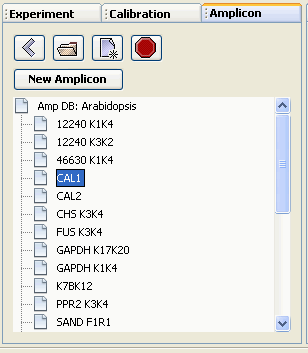 Experiment Calibration Amplicon
New Amplicon
Amp DB: Arabidopsis
12240 K1K4
12240 K3K2
46630 K1K4
CAL1
CAL2
CHS K3K4
FUS K3K4
GAPDH K17K20
GAPDH K1K4
K7BK12
PPR2 K3K4
SAND F1R1